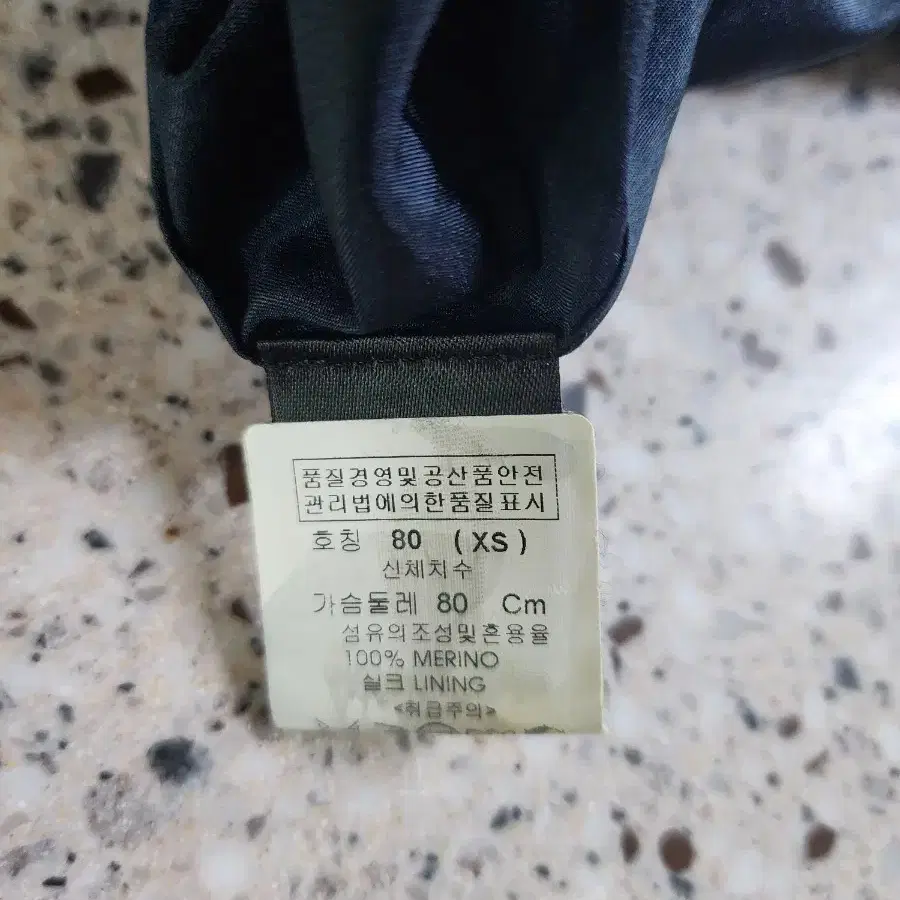 품질경영및공산품안전
관리법에의한품질표시
호칭 80 (XS)
신체치수
가슴둘레 80 Cm
섬유의조성및혼용율
100% MERINO
실크 LINING
<취급주의>